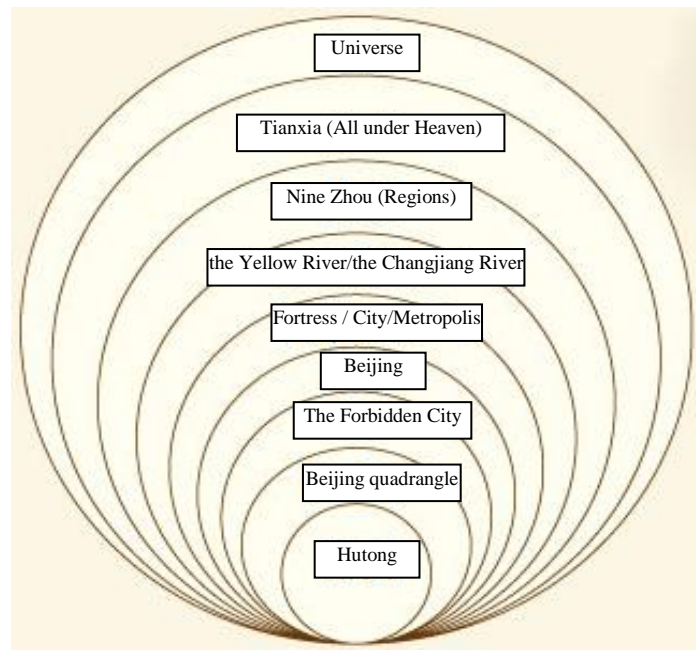 Universe
Tianxia (All under Heaven)
Nine Zhou (Regions)
the Yellow River/the Changjiang River
Fortress / City/Metropolis
Beijing
The Forbidden City
Beijing quadrangle
Hutong